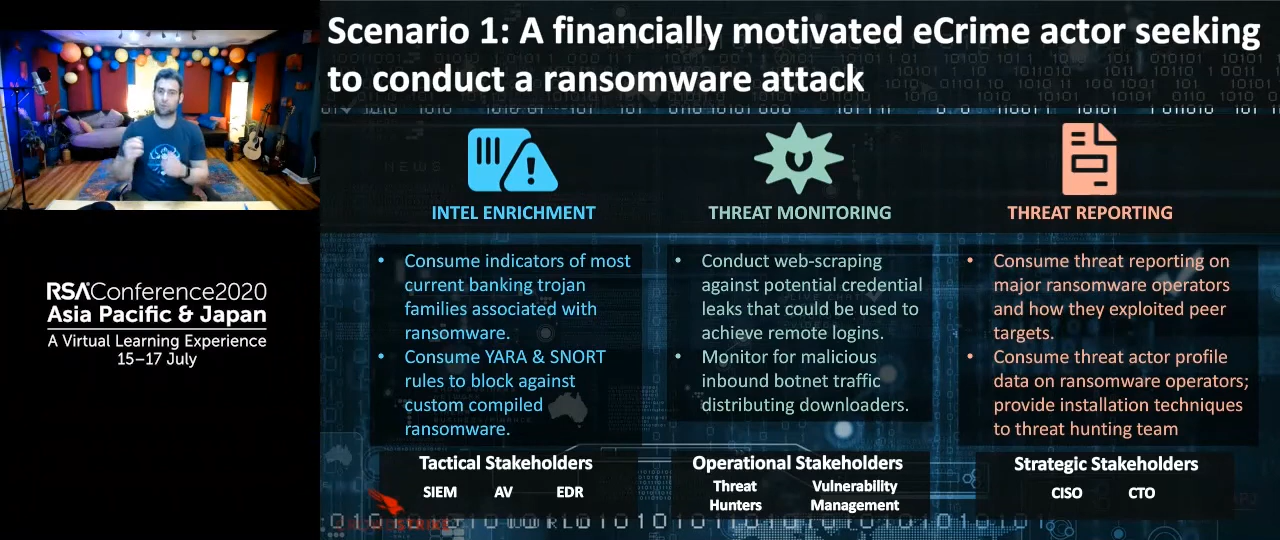 Scenario 1: A financially motivated eCrime actor seeking
to conduct a ransomware attack
NEWS
INTEL ENRICHMENT
THREAT MONITORING
THREAT REPORTING
• Consume indicators of most
current banking trojan
families associated with
ransomware.
• Consume YARA & SNORT
rules to block against
custom compiled
ransomware.
• Conduct web-scraping
against potential credential
leaks that could be used to
achieve remote logins.
• Monitor for malicious
inbound botnet traffic
distributing downloaders.
• Consume threat reporting on
major ransomware operators
and how they exploited peer
targets.
• Consume threat actor profile
data on ransomware operators;
provide installation techniques
to threat hunting team
Tactical Stakeholders
SIEM AV EDR
Operational Stakeholders
Threat
Hunters
Vulnerability
Management
Strategic Stakeholders
CISO CTO
WORLD
RSAConference2020
Asia Pacific & Japan
A Virtual Learning Experience
15–17 July